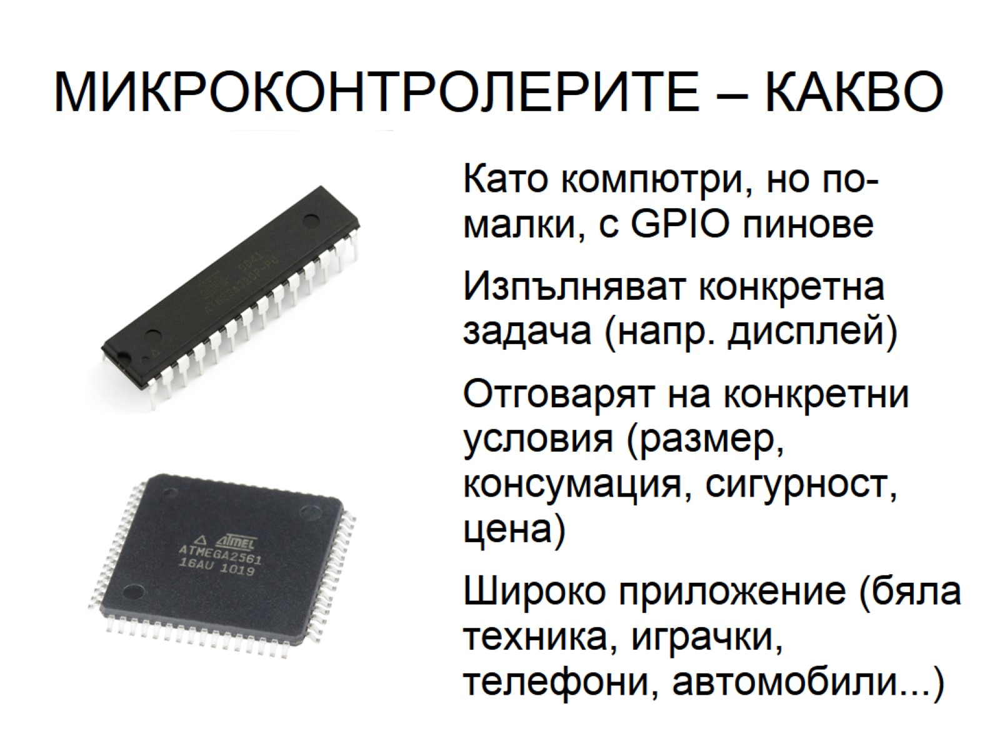 МИКРОКОНТРОЛЕРИТЕ – КАКВО
Като компютри, но по-
малки, с GPIO пинове
Изпълняват конкретна
задача (напр. дисплей)
Отговарят на конкретни
условия (размер,
консумация, сигурност,
цена)
Широко приложение (бяла
техника, играчки,
телефони, автомобили...)
0841
ATMEL
ATMEGA2561
16AU 1019